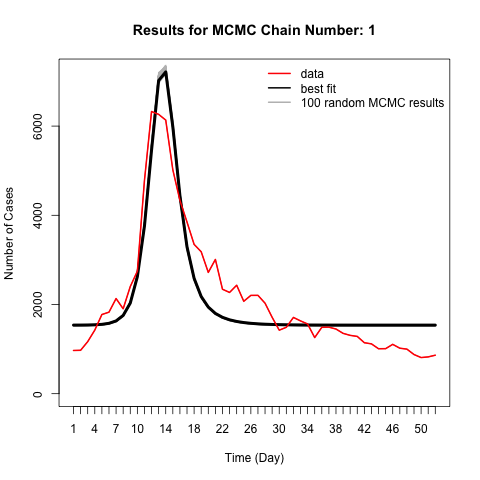 Results for MCMC Chain Number: 1
data
best fit
100 random MCMC results
Number of Cases
6000
4000
2000
0
1 4 7 10 14 18 22 26 30 34 38 42 46 50
Time (Day)